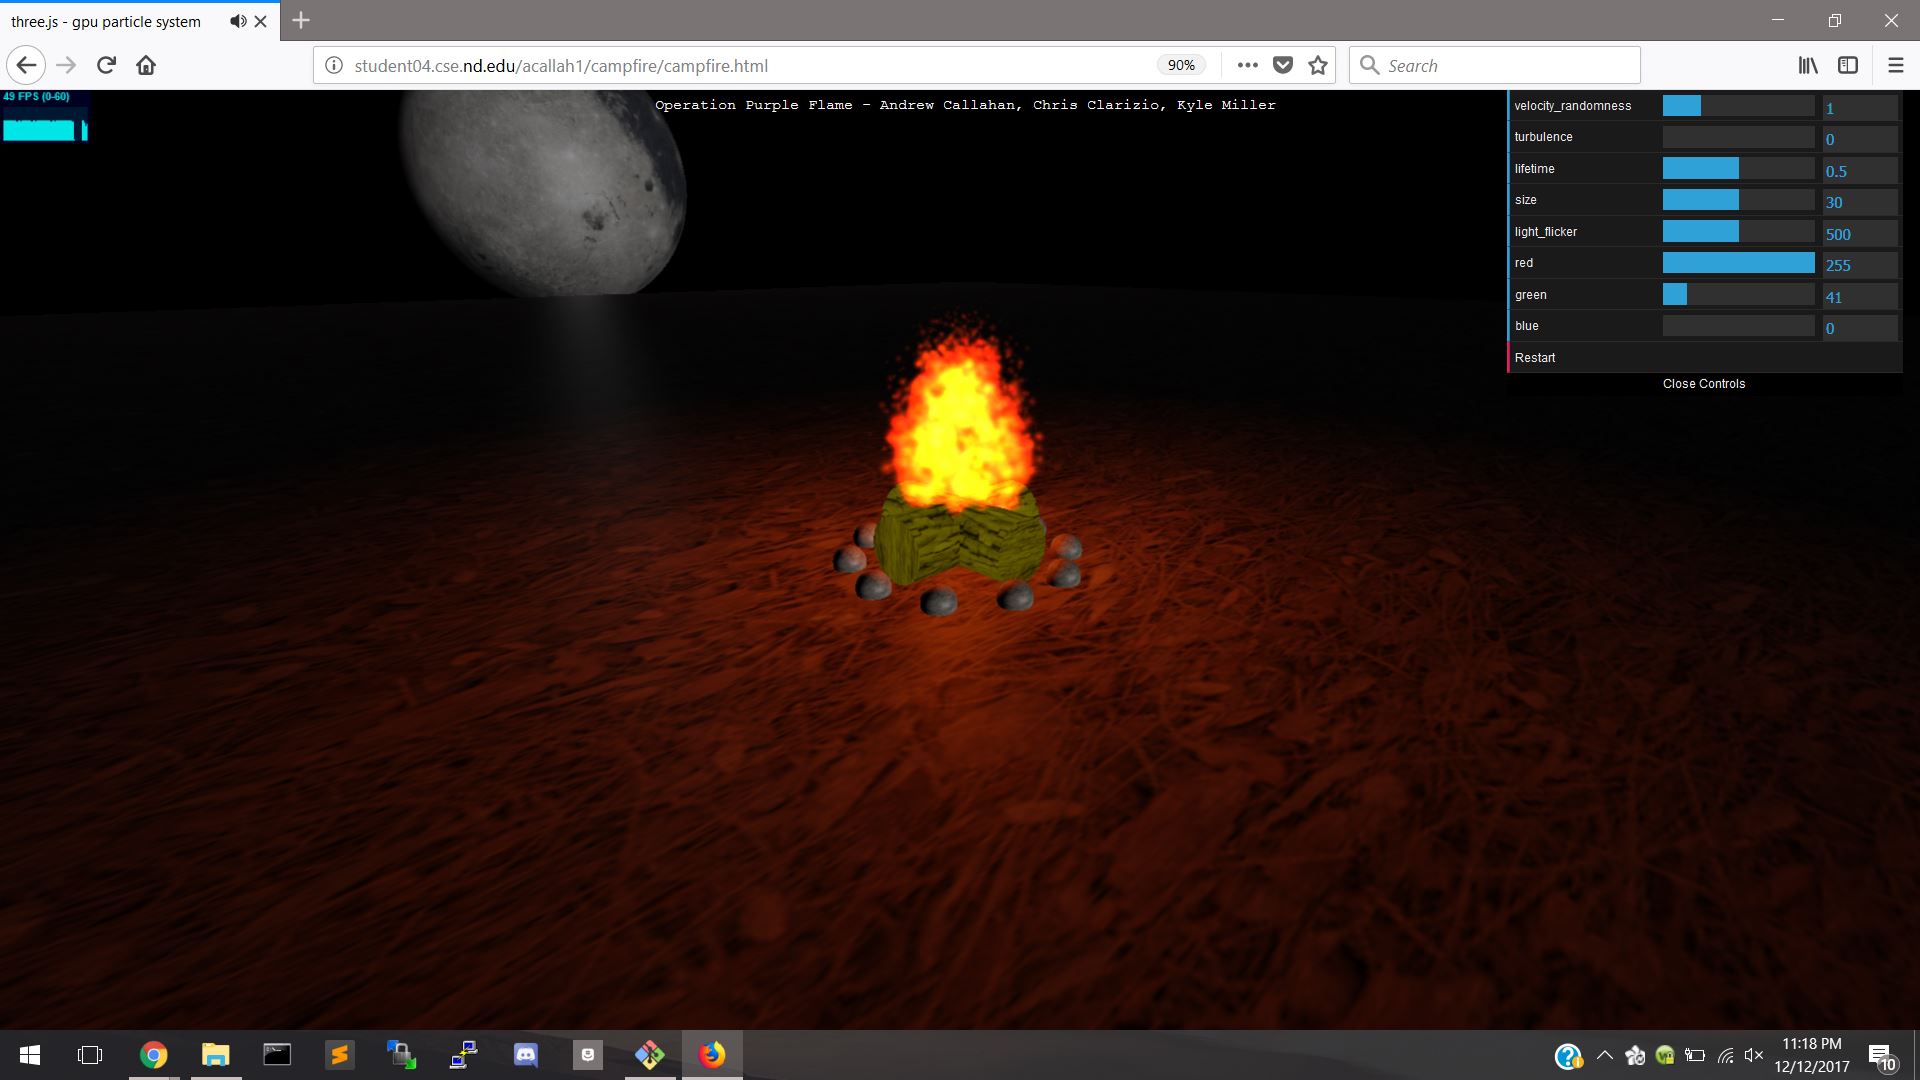 three.js - gpu particle system
student04.cse.nd.edu/acallah1/campfire/campfire.html
90%
Search
49 FPS (0-60)
Operation Purple Flame - Andrew Callahan, Chris Clarizio, Kyle Miller
velocity_randomness 1
turbulence 0
lifetime 0.5
size 30
light_flicker 500
red 255
green 41
blue 0
Restart
Close Controls
11:18 PM
12/12/2017
10